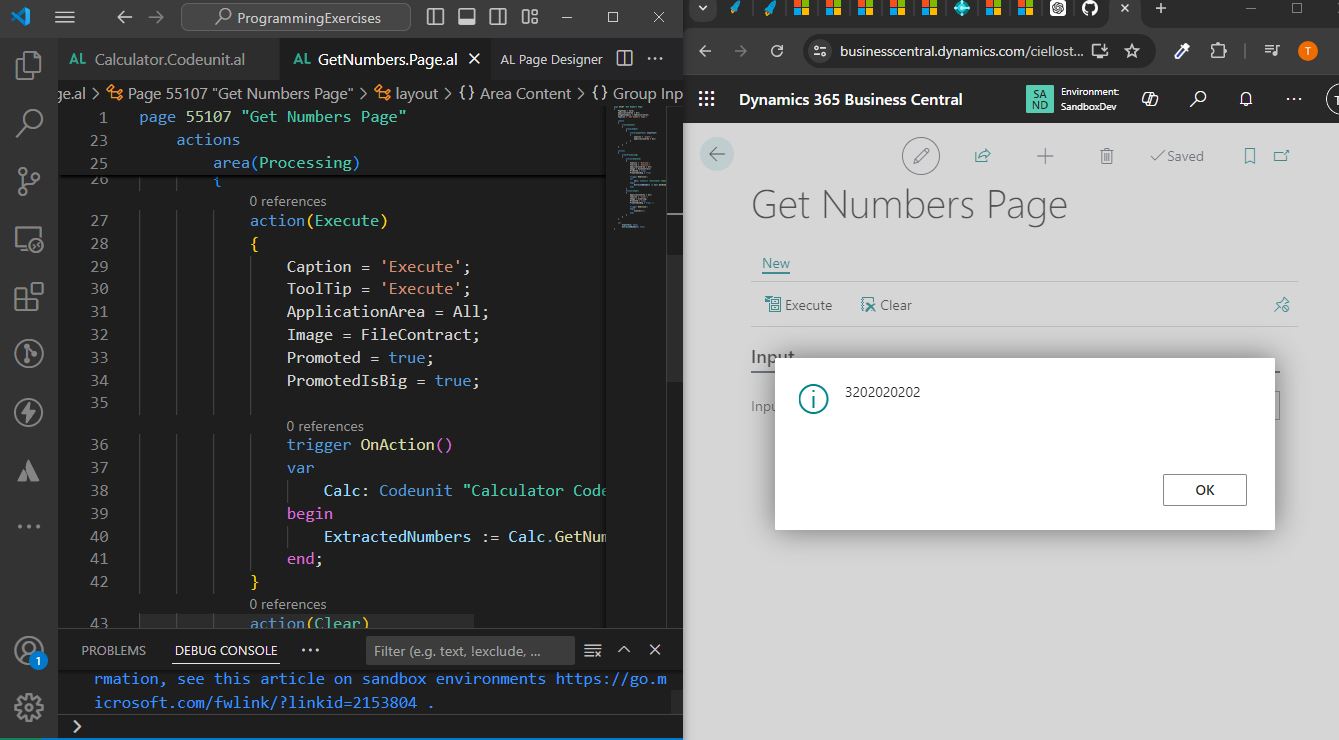 ProgrammingExercises
AL Calculator.Codeunit.al
AL GetNumbers.Page.al
AL Page Designer
ge.al > Page 55107 "Get Numbers Page" > layout > {} Area Content > {} Group Inp
1 page 55107 "Get Numbers Page"
23 actions
25 area(Processing)
26 {
0 references
27 action(Execute)
28 {
29 Caption = 'Execute';
30 ToolTip = 'Execute';
31 ApplicationArea = All;
32 Image = FileContract;
33 Promoted = true;
34 PromotedIsBig = true;
35
0 references
36 trigger OnAction()
37 var
38 Calc: Codeunit "Calculator Code
39 begin
40 ExtractedNumbers := Calc.GetNum
41 end;
42 }
0 references
43 action(Clear)
PROBLEMS DEBUG CONSOLE ...
Filter (e.g. text, !exclude, ...
rmation, see this article on sandbox environments https://go.m
icrosoft.com/fwlink/?linkid=2153804 .
>
1
businesscentral.dynamics.com/ciellost...
T
Dynamics 365 Business Central
SA
ND
Environment:
SandboxDev
Saved
Get Numbers Page
New
Execute
Clear
Input
Inpu
3202020202
OK